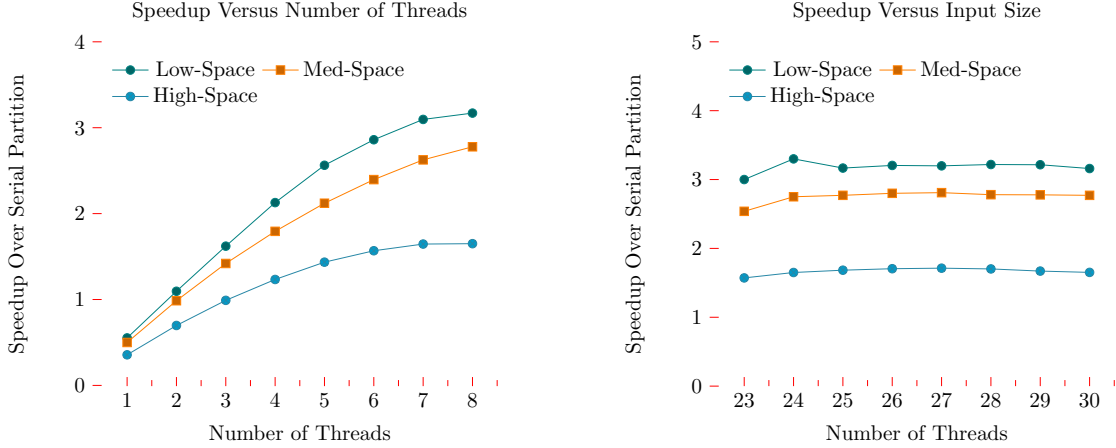 Speedup Versus Number of Threads
4
3
2
1
0
Speedup Over Serial Partition
Low-Space
Med-Space
High-Space
1 2 3 4 5 6 7 8
Number of Threads
Speedup Versus Input Size
5
4
3
2
1
0
Speedup Over Serial Partition
Low-Space
Med-Space
High-Space
23 24 25 26 27 28 29 30
Number of Threads